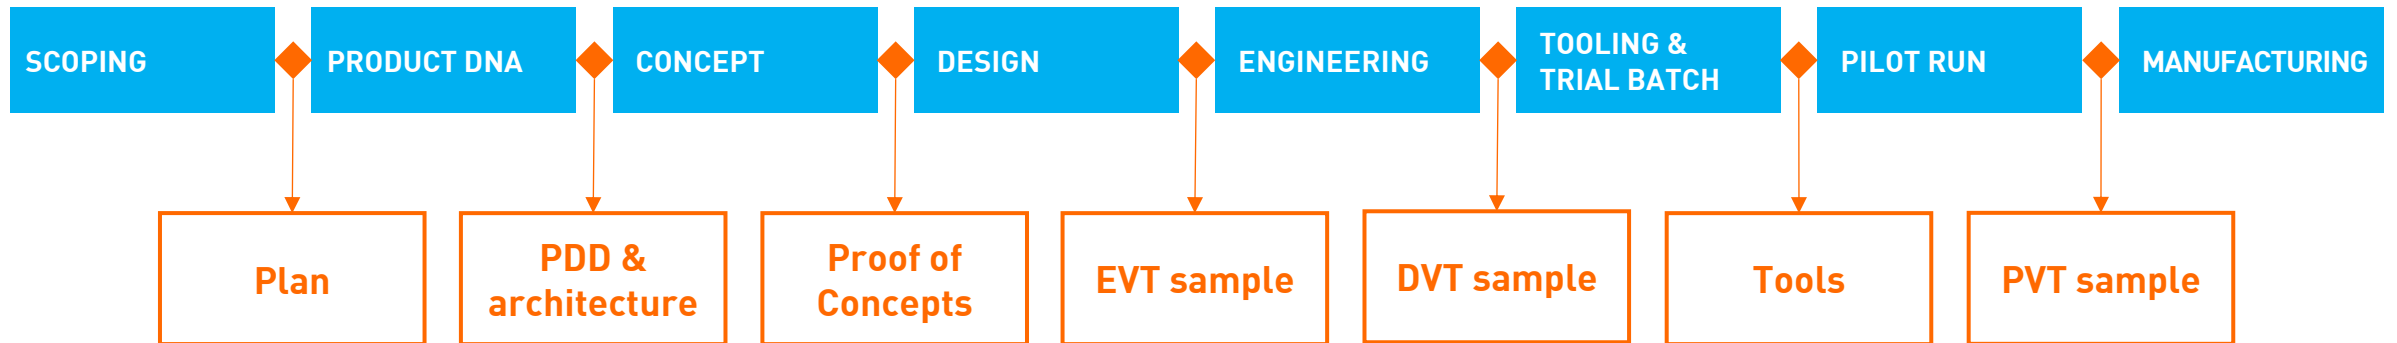 SCOPING
PRODUCT DNA
CONCEPT
DESIGN
ENGINEERING
TOOLING &
TRIAL BATCH
PILOT RUN
MANUFACTURING
Plan
PDD &
architecture
Proof of
Concepts
EVT sample
DVT sample
Tools
PVT sample